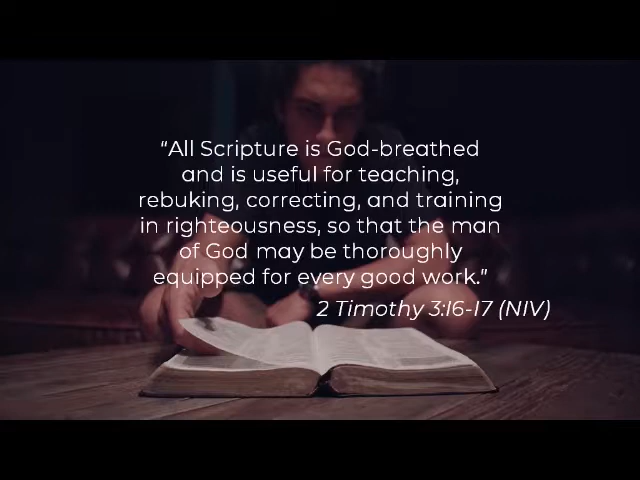 “All Scripture is God-breathed
and is useful for teaching,
rebuking, correcting, and training
in righteousness, so that the man
of God may be thoroughly
equipped for every good work.”
2 Timothy 3:16-17 (NIV)